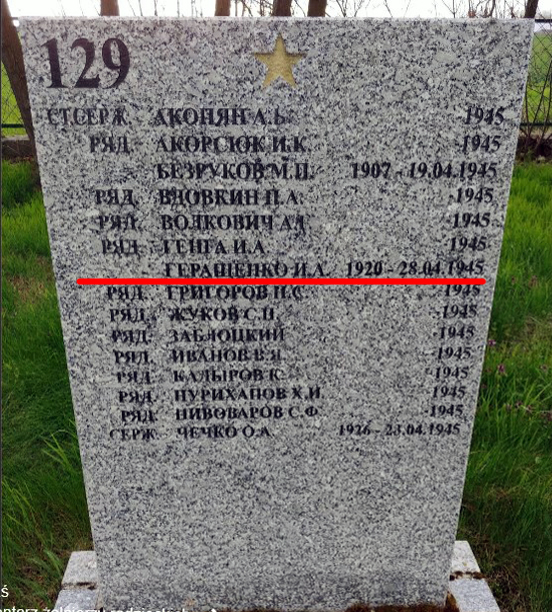 129
СТ.СЕРЖ. АКОПЯН А.Б. -1945
РЯД. АКОРСЮК И.К. -1945
БЕЗРУКОВ М.П. 1907 - 19.04.1945
РЯД. ВДОВКИН П.А. -1945
РЯД. ВОЛКОВИЧ А.Д. -1945
РЯД. ГЕНГА И.А. -1945
- ГЕРАЩЕНКО И.А. 1920 - 28.04.1945
РЯД. ГРИГОРОВ П.С. -1945
РЯД. ЖУКОВ С.П. -1945
РЯД. ЗАБЛОЦКИЙ -1945
РЯД. ИВАНОВ В.Я. -1945
РЯД. КАДЫРОВ К. -1945
РЯД. НУРИХАНОВ Х.И. -1945
РЯД. ПИВОВАРОВ С.Ф. -1945
СЕРЖ. ЧЕЧКО О.А. 1926 - 23.04.1945